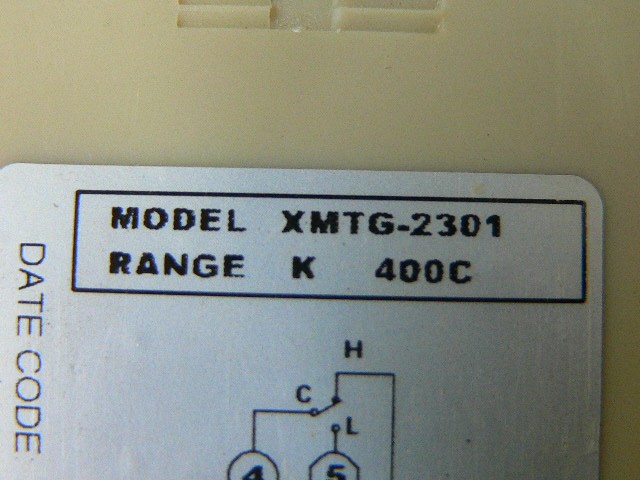 MODEL XMTG-2301
RANGE K 400C
DATE CODE
H
C
L
4 5